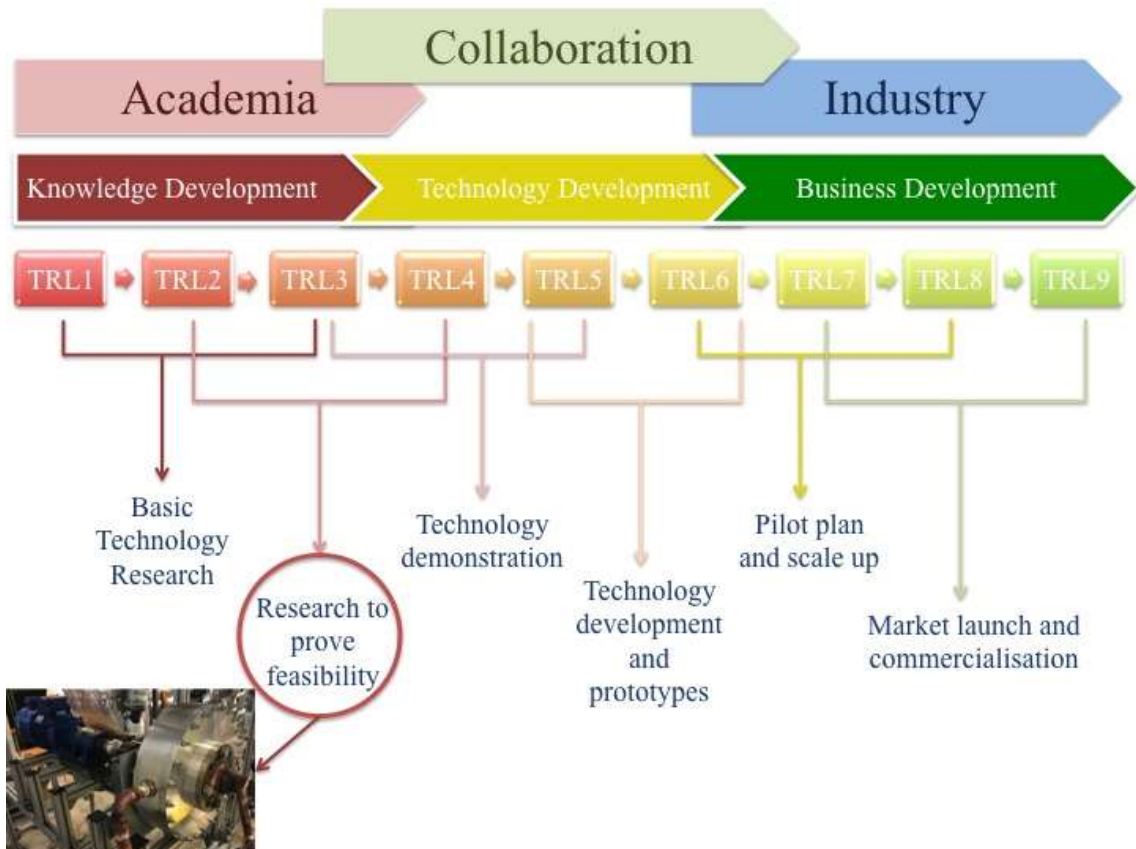 Collaboration
Academia
Industry
Knowledge Development
Technology Development
Business Development
TRL1
TRL2
TRL3
TRL4
TRL5
TRL6
TRL7
TRL8
TRL9
Basic
Technology
Research
Research to
prove
feasibility
Technology
demonstration
Technology
development
and
prototypes
Pilot plan
and scale up
Market launch and
commercialisation